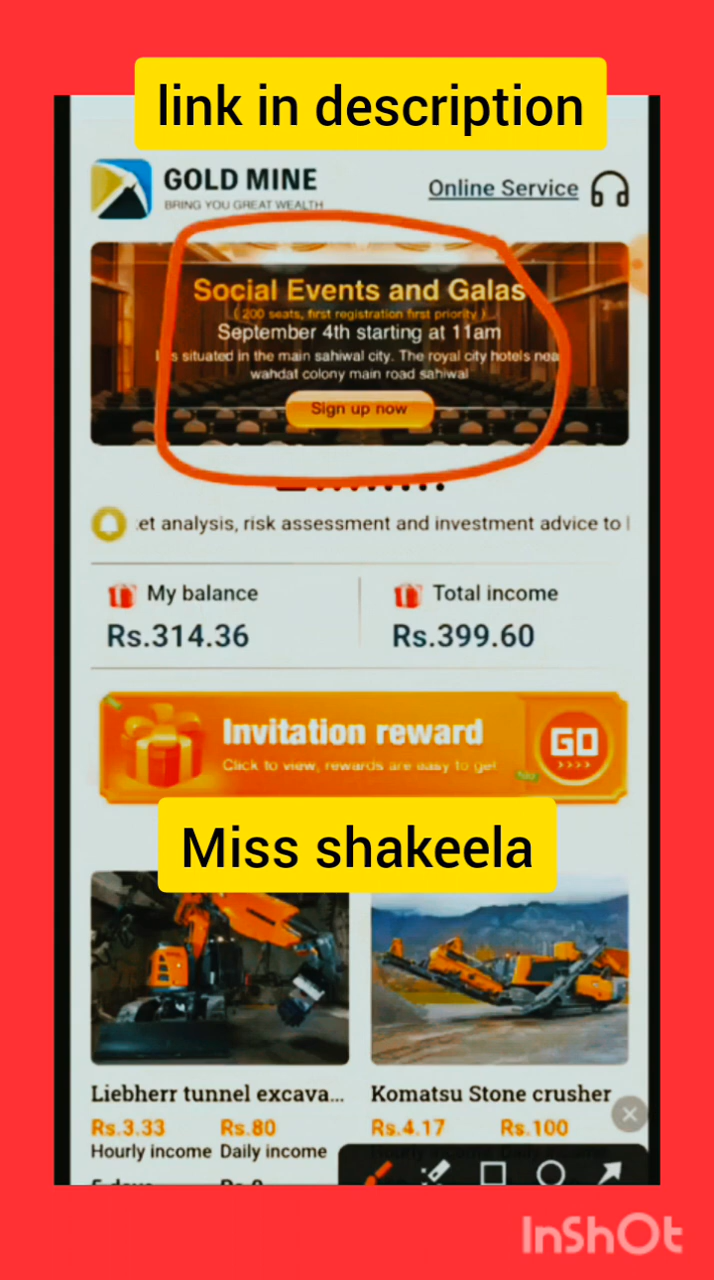 link in description
GOLD MINE
BRING YOU GREAT WEALTH
Online Service
Social Events and Galas
( 200 seats, first registration first priority )
September 4th starting at 11am
situated in the main sahiwal city. The royal city hotels near
wahdat colony main road sahiwal
Sign up now
et analysis, risk assessment and investment advice to
My balance
Total income
Rs.314.36
Rs.399.60
Invitation reward
GO
Click to view, rewards are easy to get
Miss shakeela
Liebherr tunnel excava...
Komatsu Stone crusher
Rs.3.33 Rs.80
Rs.4.17 Rs.100
Hourly income Daily income
InShOt